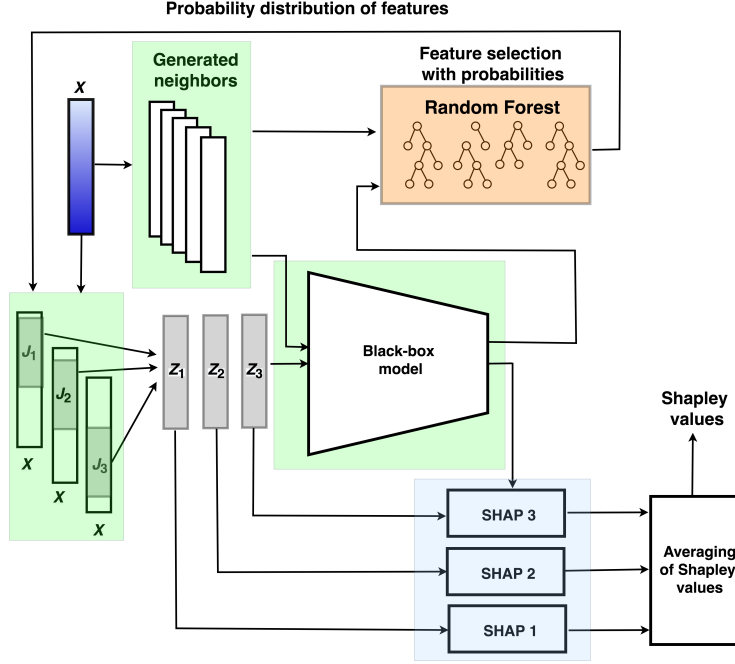 Probability distribution of features
Generated
neighbors
Feature selection
with probabilities
Random Forest
X
J1
J2
J3
X
X
X
Z1
Z2
Z3
Black-box
model
Shapley
values
SHAP 3
SHAP 2
SHAP 1
Averaging
of Shapley
values